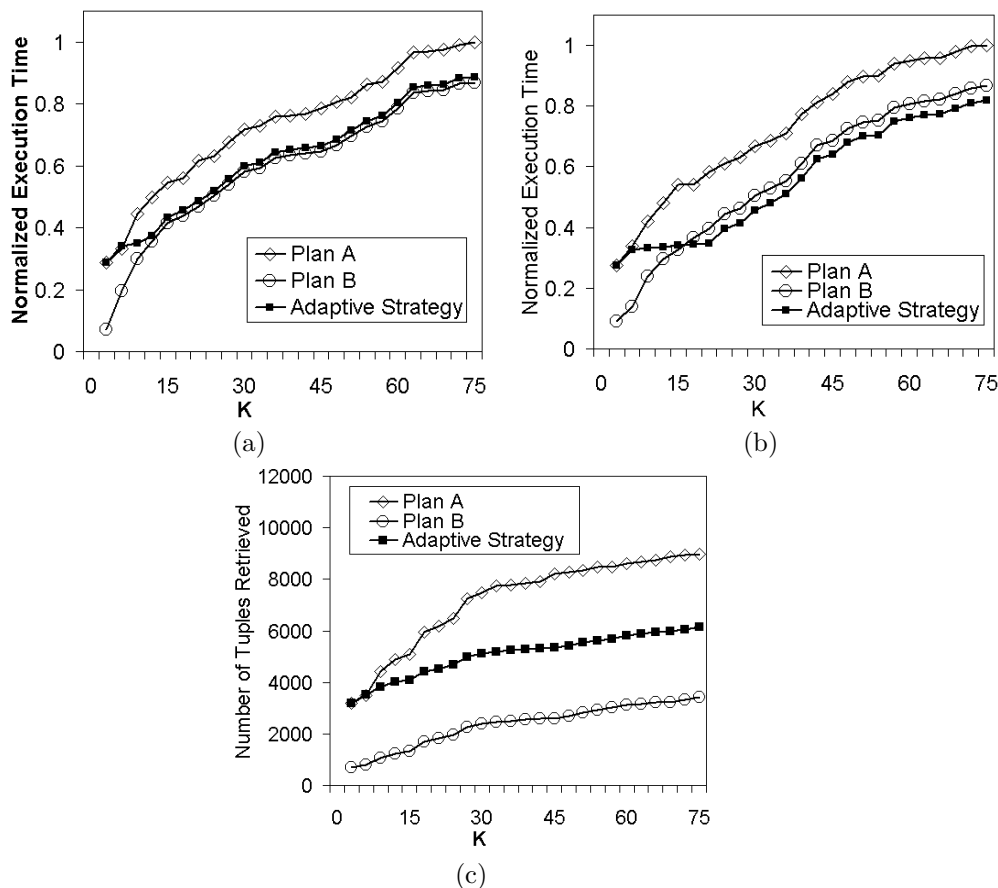 Normalized Execution Time
1
0.8
0.6
0.4
0.2
0
Plan A
Plan B
Adaptive Strategy
0 15 30 45 60 75
K
(a)
Normalized Execution Time
1
0.8
0.6
0.4
0.2
0
Plan A
Plan B
Adaptive Strategy
0 15 30 45 60 75
K
(b)
Number of Tuples Retrieved
12000
10000
8000
6000
4000
2000
0
Plan A
Plan B
Adaptive Strategy
0 15 30 45 60 75
K
(c)